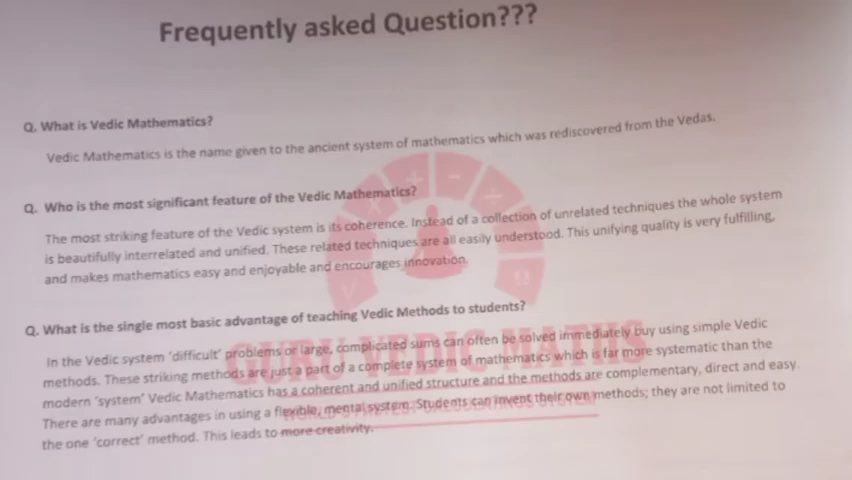 Frequently asked Question???
Q. What is Vedic Mathematics?
Vedic Mathematics is the name given to the ancient system of mathematics which was rediscovered from the Vedas.
Q. Who is the most significant feature of the Vedic Mathematics?
The most striking feature of the Vedic system is its coherence. Instead of a collection of unrelated techniques the whole system
is beautifully interrelated and unified. These related techniques are all easily understood. This unifying quality is very fulfilling,
and makes mathematics easy and enjoyable and encourages innovation.
Q. What is the single most basic advantage of teaching Vedic Methods to students?
In the Vedic system 'difficult' problems or large, complicated sums can often be solved immediately buy using simple Vedic
methods. These striking methods are just a part of a complete system of mathematics which is far more systematic than the
modern 'system' Vedic Mathematics has a coherent and unified structure and the methods are complementary, direct and easy.
There are many advantages in using a flexible, mental system. Students can invent their own methods; they are not limited to
the one 'correct' method. This leads to more creativity.
GURU VEDIC MATHS